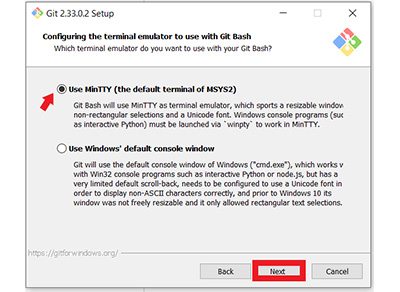 Git 2.33.0.2 Setup
Configuring the terminal emulator to use with Git Bash
Which terminal emulator do you want to use with your Git Bash?
Use MinTTY (the default terminal of MSYS2)
Git Bash will use MinTTY as terminal emulator, which sports a resizable window
non-rectangular selections and a Unicode font. Windows console programs (suc
as interactive Python) must be launched via `winpty` to work in MinTTY.
Use Windows' default console window
Git will use the default console window of Windows ("cmd.exe"), which works
with Win32 console programs such as interactive Python or node.js, but has a
very limited default scroll-back, needs to be configured to use a Unicode font in
order to display non-ASCII characters correctly, and prior to Windows 10 its
window was not freely resizable and it only allowed rectangular text selections.
https://gitforwindows.org/
Back
Next
Cancel